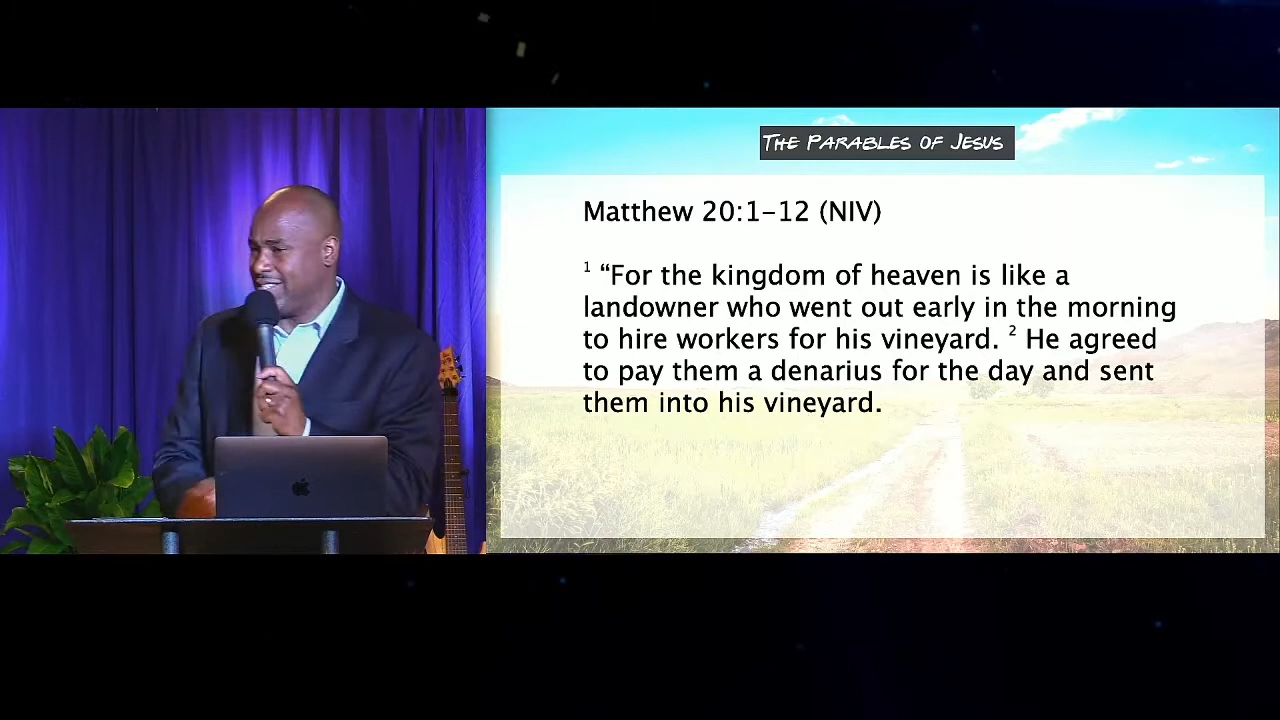 THE PARABLES OF JESUS
Matthew 20:1–12 (NIV)
1 “For the kingdom of heaven is like a
landowner who went out early in the morning
to hire workers for his vineyard. 2 He agreed
to pay them a denarius for the day and sent
them into his vineyard.